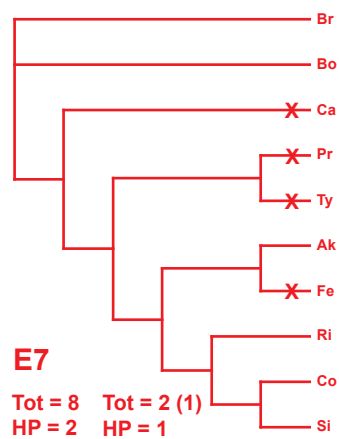 Br
Bo
X Ca
X Pr
X Ty
Ak
X Fe
Ri
E7
Co
Tot = 8 Tot = 2 (1)
Si
HP = 2 HP = 1